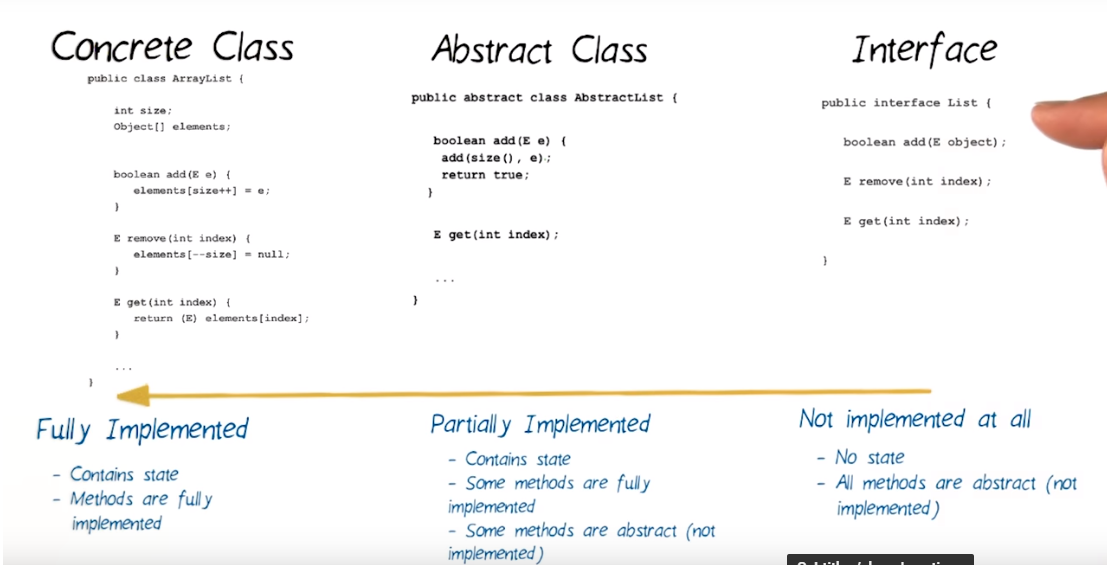 Concrete Class
public class ArrayList {
int size;
Object[] elements;
boolean add(E e) {
elements[size++] = e;
}
E remove(int index) {
elements[--size] = null;
}
E get(int index) {
return (E) elements[index];
}
...
}
Fully Implemented
- Contains state
- Methods are fully
implemented
Abstract Class
public abstract class AbstractList {
boolean add(E e) {
add(size(), e);
return true;
}
E get(int index);
...
}
Partially Implemented
- Contains state
- Some methods are fully
implemented
- Some methods are abstract (not
implemented)
Interface
public interface List {
boolean add(E object);
E remove(int index);
E get(int index);
}
Not implemented at all
- No state
- All methods are abstract (not
implemented)